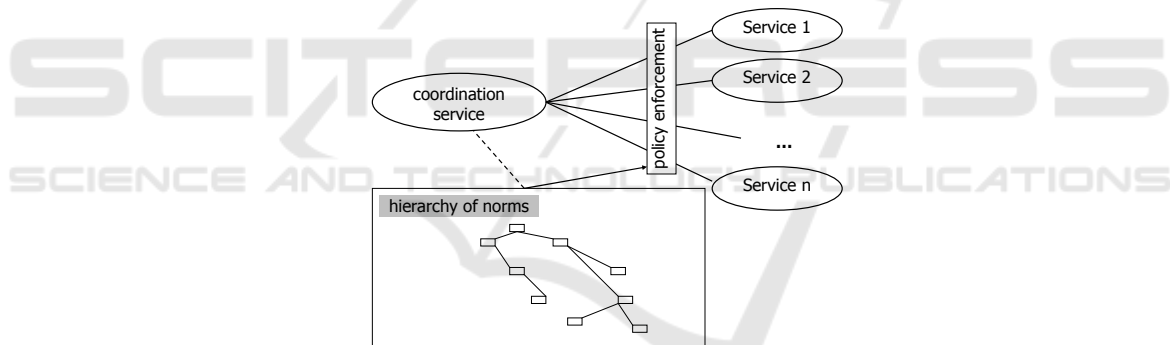 Service 1
policy enforcement
Service 2
coordination
service
...
Service n
hierarchy of norms
SCITEPRESS
SCIENCE AND TECHNOLOGY PUBLICATIONS